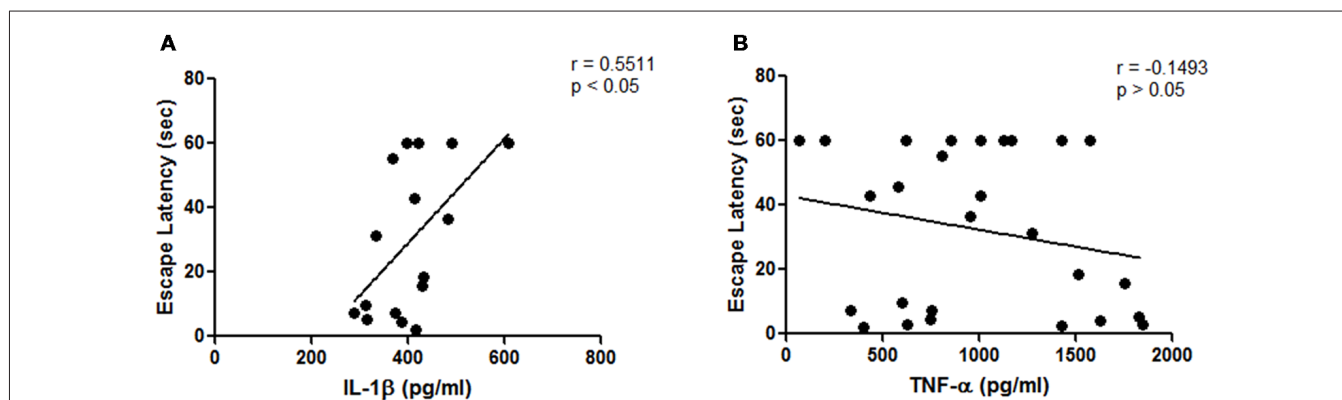 A
r = 0.5511
p < 0.05
Escape Latency (sec)
80
60
40
20
0
0 200 400 600 800
IL-1β (pg/ml)
B
r = -0.1493
p > 0.05
Escape Latency (sec)
80
60
40
20
0
0 500 1000 1500 2000
TNF-α (pg/ml)